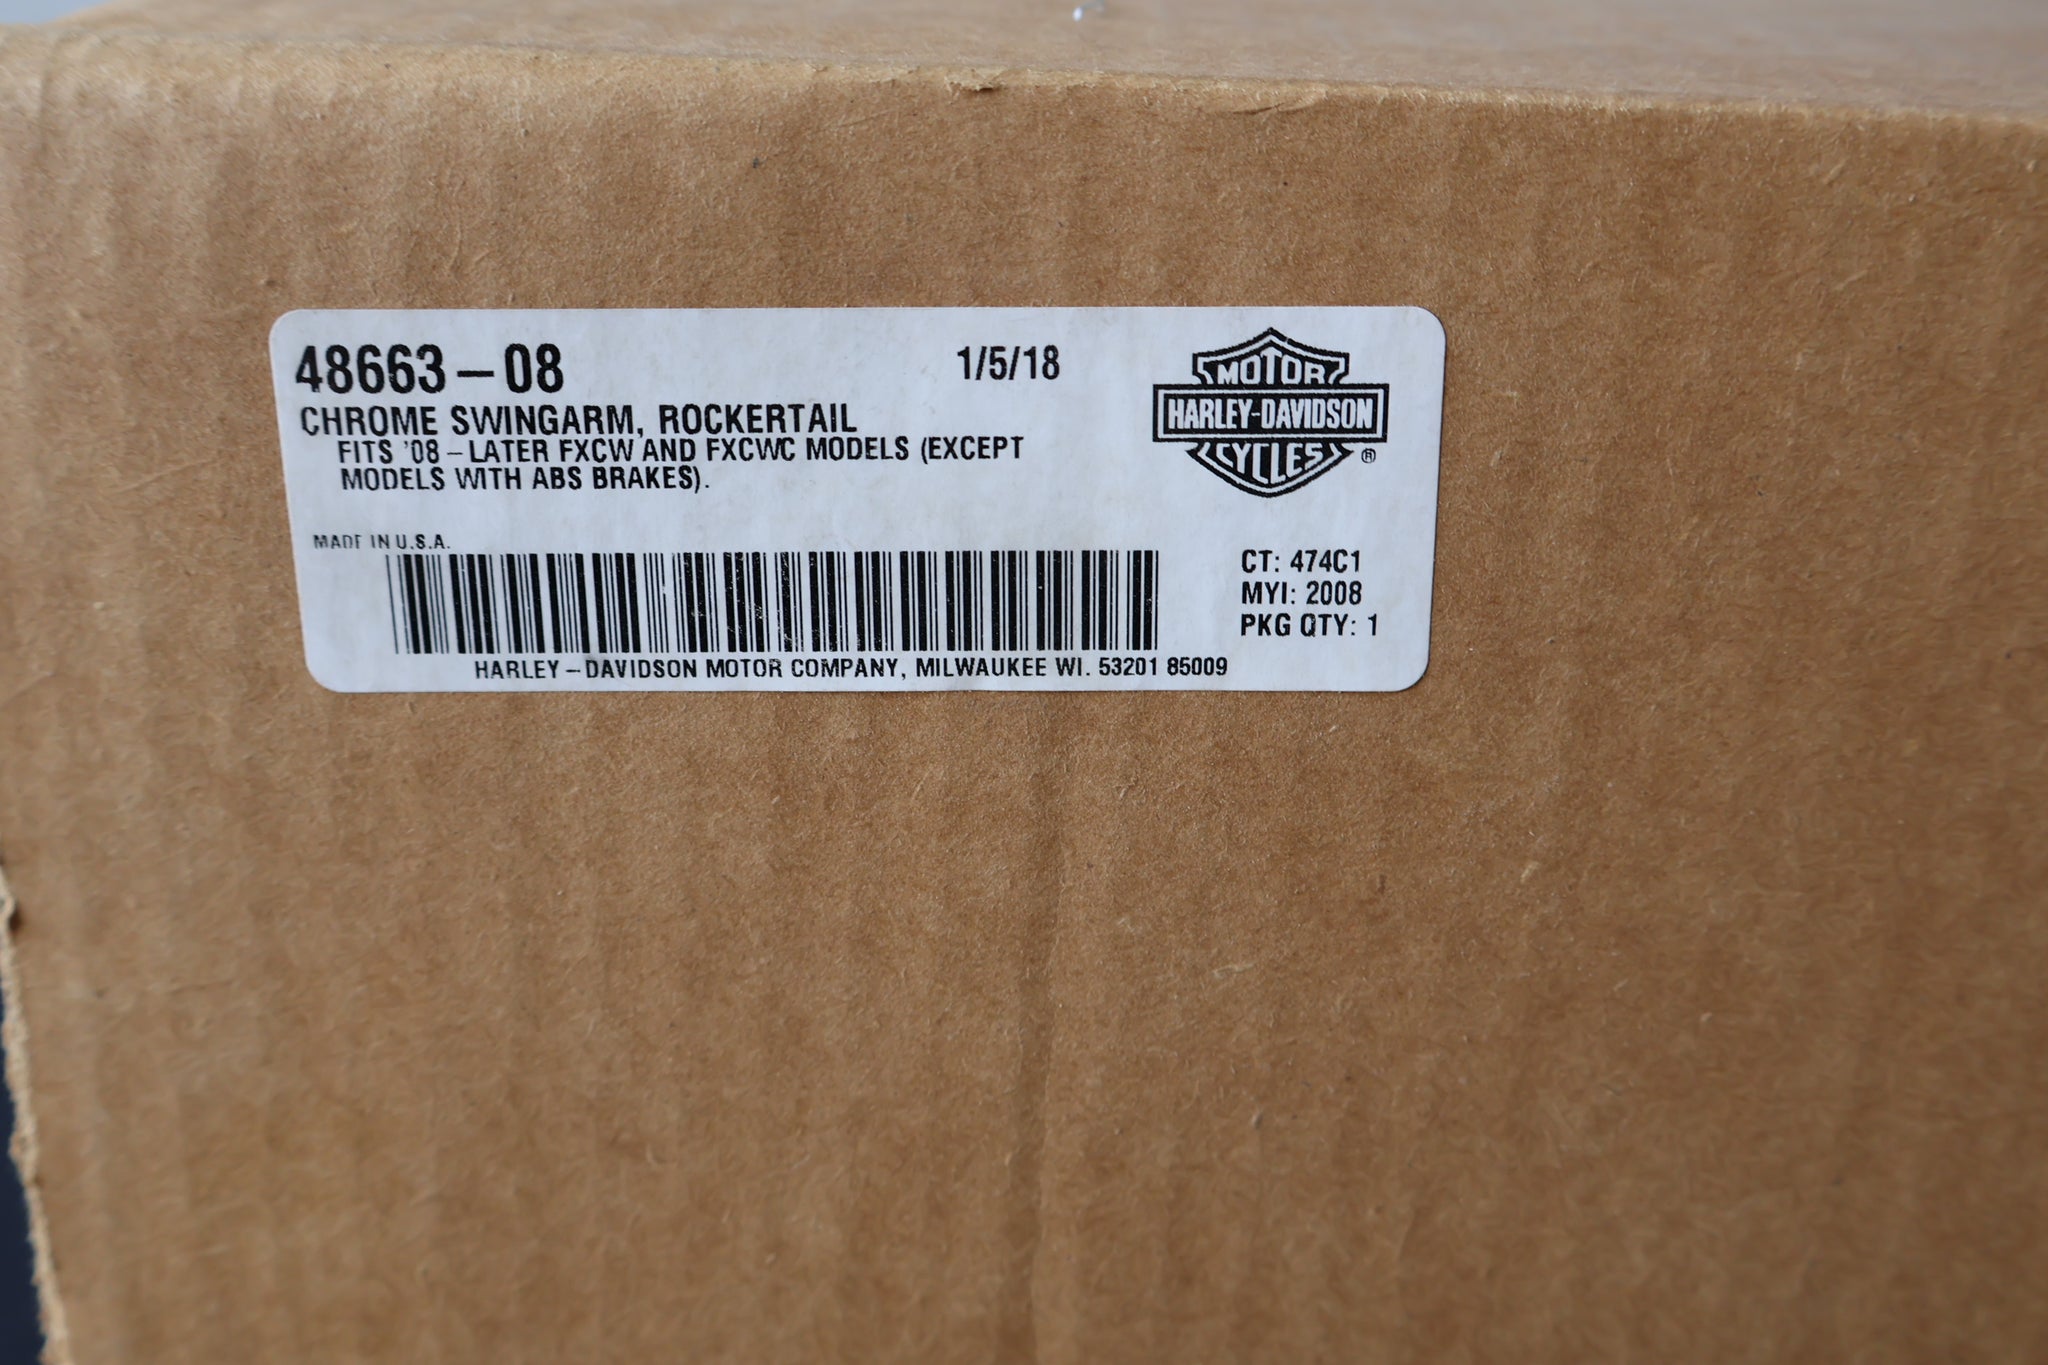 48663-08 1/5/18
CHROME SWINGARM, ROCKERTAIL
FITS '08-LATER FXCW AND FXCWC MODELS (EXCEPT
MODELS WITH ABS BRAKES).
MOTOR
HARLEY-DAVIDSON
CYCLES ®
MADE IN U.S.A.
CT: 474C1
MYI: 2008
PKG QTY: 1
HARLEY-DAVIDSON MOTOR COMPANY, MILWAUKEE WI. 53201 85009